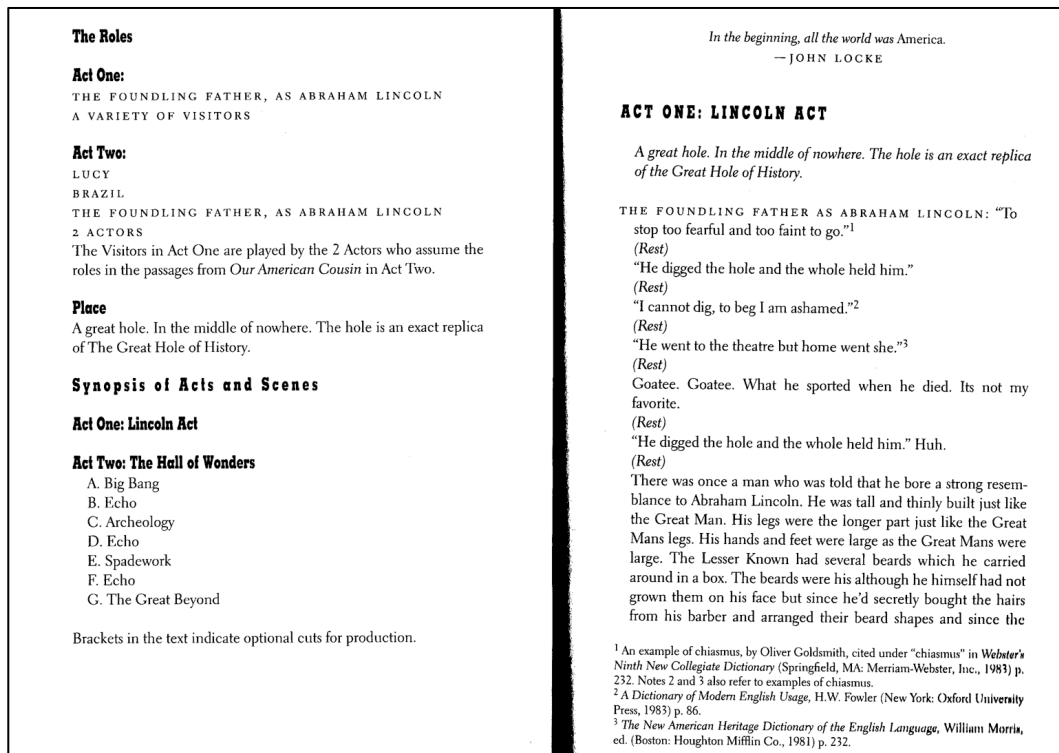 The Roles
Act One:
THE FOUNDLING FATHER, AS ABRAHAM LINCOLN
A VARIETY OF VISITORS
Act Two:
LUCY
BRAZIL
THE FOUNDLING FATHER, AS ABRAHAM LINCOLN
2 ACTORS
The Visitors in Act One are played by the 2 Actors who assume the
roles in the passages from Our American Cousin in Act Two.
Place
A great hole. In the middle of nowhere. The hole is an exact replica
of The Great Hole of History.
Synopsis of Acts and Scenes
Act One: Lincoln Act
Act Two: The Hall of Wonders
A. Big Bang
B. Echo
C. Archeology
D. Echo
E. Spadework
F. Echo
G. The Great Beyond
Brackets in the text indicate optional cuts for production.
In the beginning, all the world was America.
—JOHN LOCKE
ACT ONE: LINCOLN ACT
A great hole. In the middle of nowhere. The hole is an exact replica
of the Great Hole of History.
THE FOUNDLING FATHER AS ABRAHAM LINCOLN: “To
stop too fearful and too faint to go.”1
(Rest)
“He digged the hole and the whole held him.”
(Rest)
“I cannot dig, to beg I am ashamed.”2
(Rest)
“He went to the theatre but home went she.”3
(Rest)
Goatee. Goatee. What he sported when he died. Its not my
favorite.
(Rest)
“He digged the hole and the whole held him.” Huh.
(Rest)
There was once a man who was told that he bore a strong resem-
blance to Abraham Lincoln. He was tall and thinly built just like
the Great Man. His legs were the longer part just like the Great
Mans legs. His hands and feet were large as the Great Mans were
large. The Lesser Known had several beards which he carried
around in a box. The beards were his although he himself had not
grown them on his face but since he’d secretly bought the hairs
from his barber and arranged their beard shapes and since the
1 An example of chiasmus, by Oliver Goldsmith, cited under “chiasmus” in Webster’s
Ninth New Collegiate Dictionary (Springfield, MA: Merriam-Webster, Inc., 1983) p.
232. Notes 2 and 3 also refer to examples of chiasmus.
2 A Dictionary of Modern English Usage, H.W. Fowler (New York: Oxford University
Press, 1983) p. 86.
3 The New American Heritage Dictionary of the English Language, William Morris,
ed. (Boston: Houghton Mifflin Co., 1981) p. 232.